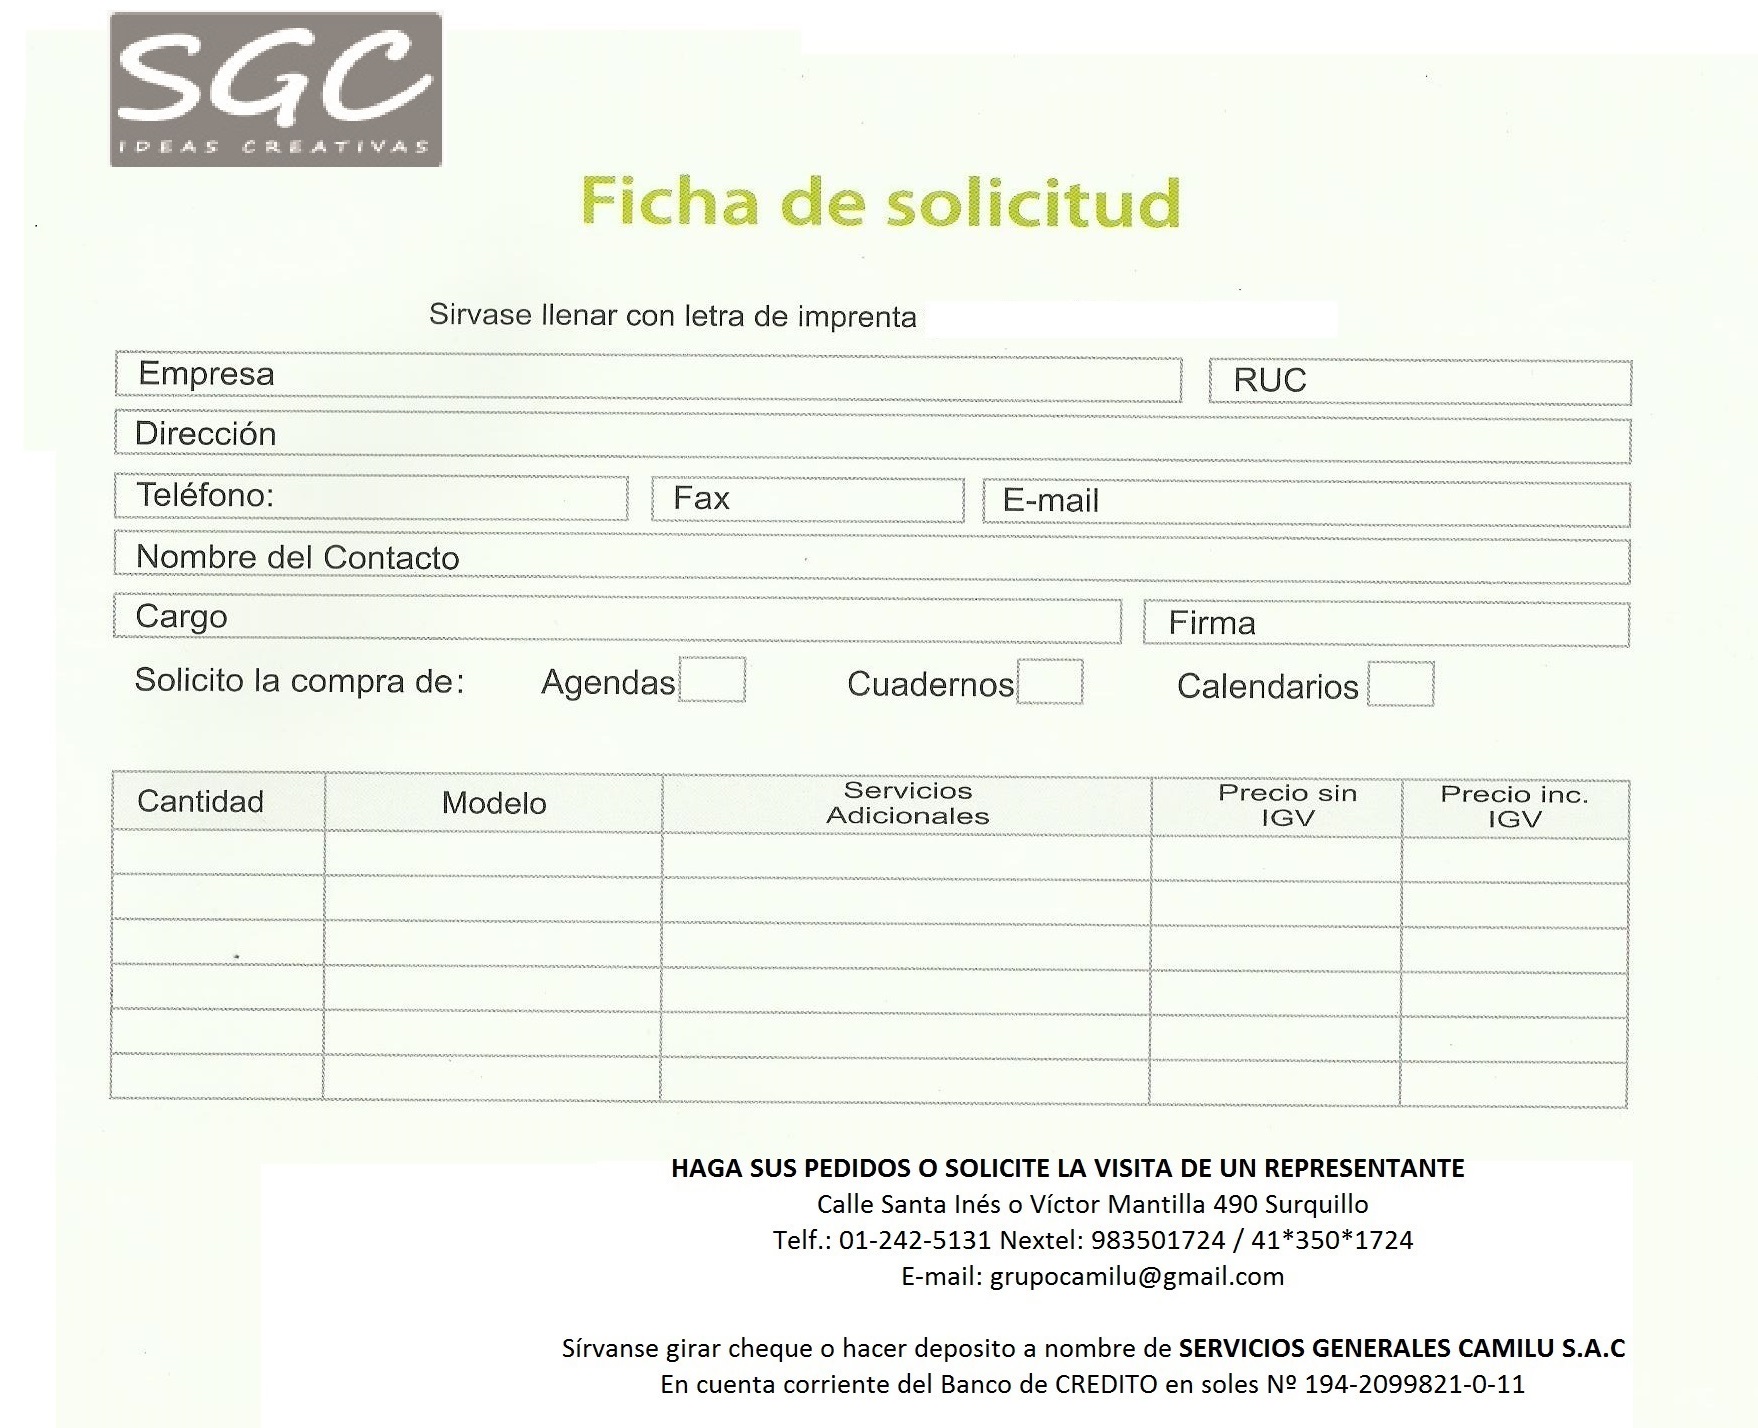 SGC
IDEAS CREATIVAS
Ficha de solicitud
Sirvase llenar con letra de imprenta
Empresa RUC
Dirección
Teléfono: Fax E-mail
Nombre del Contacto
Cargo Firma
Solicito la compra de: Agendas Cuadernos Calendarios
Cantidad Modelo Servicios Adicionales Precio sin IGV Precio inc. IGV
HAGA SUS PEDIDOS O SOLICITE LA VISITA DE UN REPRESENTANTE
Calle Santa Inés o Víctor Mantilla 490 Surquillo
Telf.: 01-242-5131 Nextel: 983501724 / 41*350*1724
E-mail: grupocamilu@gmail.com
Sírvanse girar cheque o hacer deposito a nombre de SERVICIOS GENERALES CAMILU S.A.C
En cuenta corriente del Banco de CREDITO en soles Nº 194-2099821-0-11